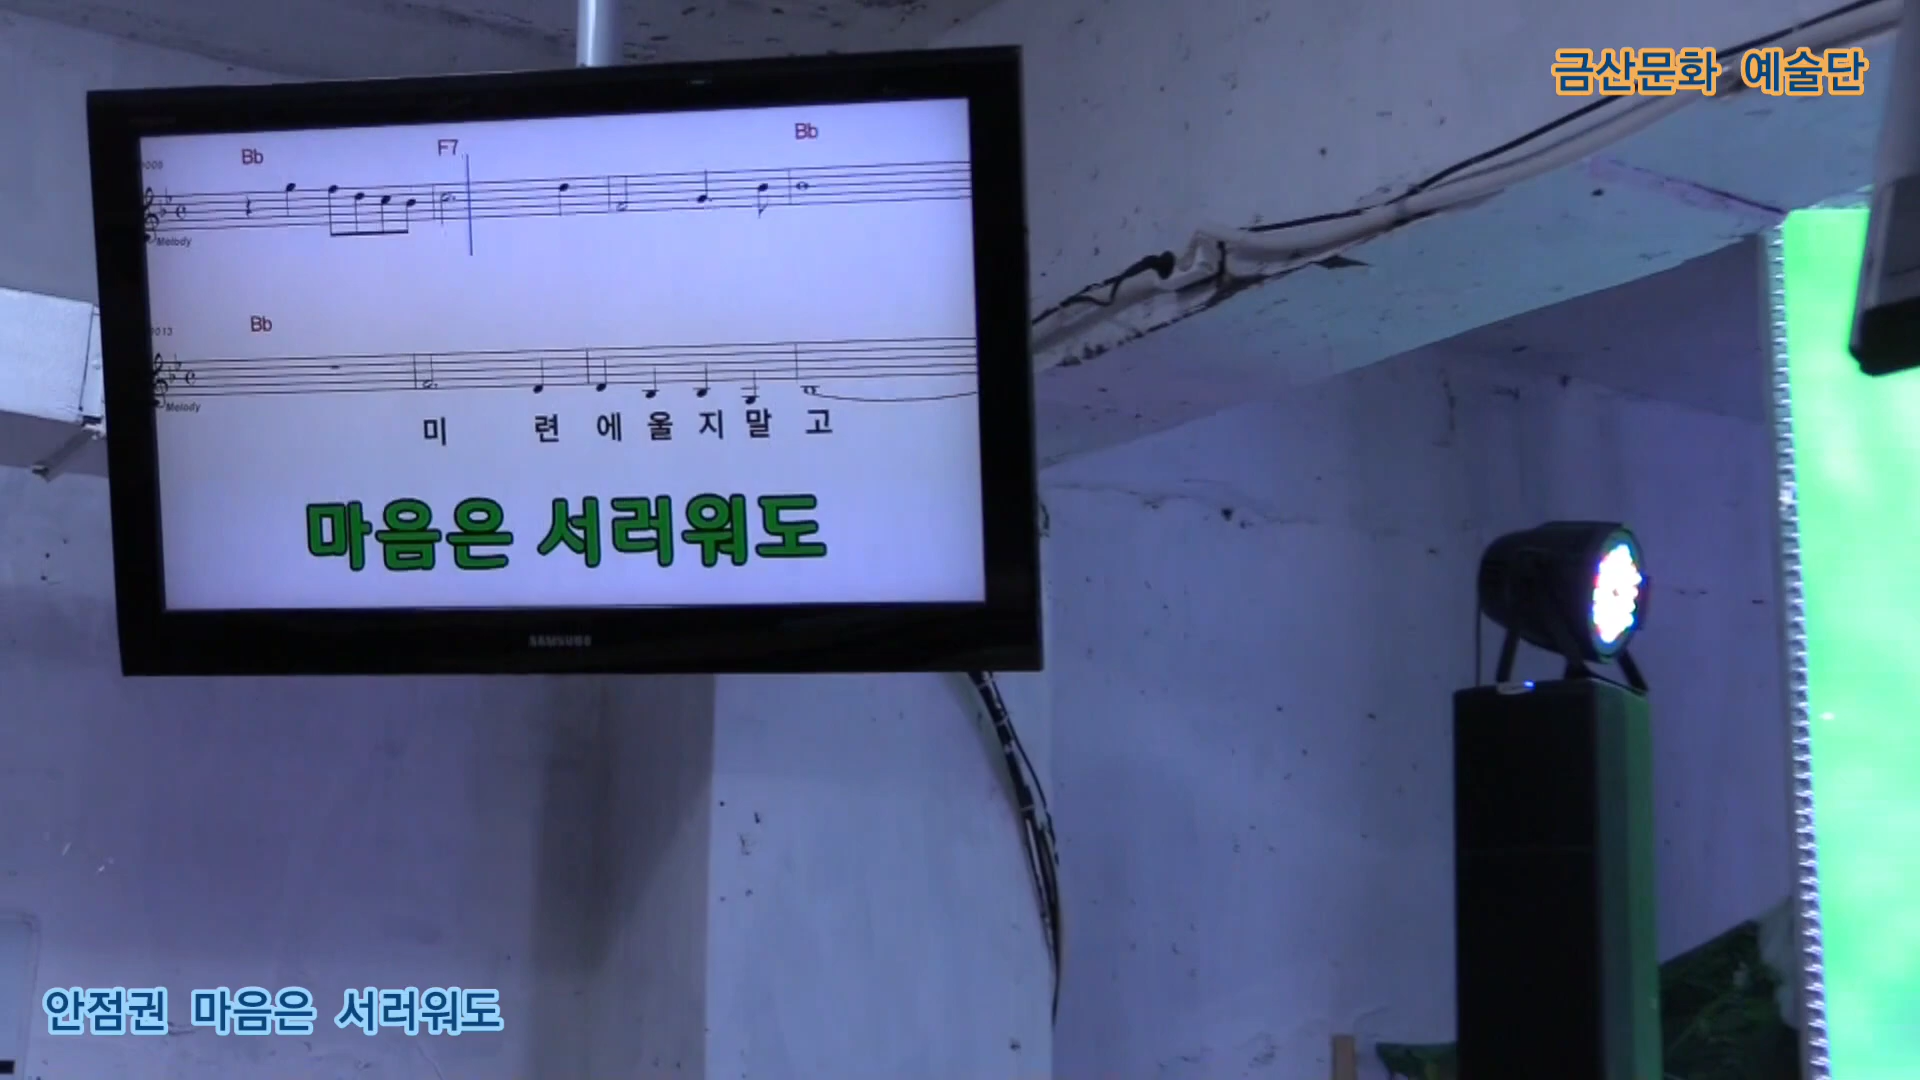 금산문화 예술단
Bb F7 Bb
Melody
Bb
Melody
미 련 에 울 지 말 고
마음은 서러워도
SAMSUNG
안점권 마음은 서러워도